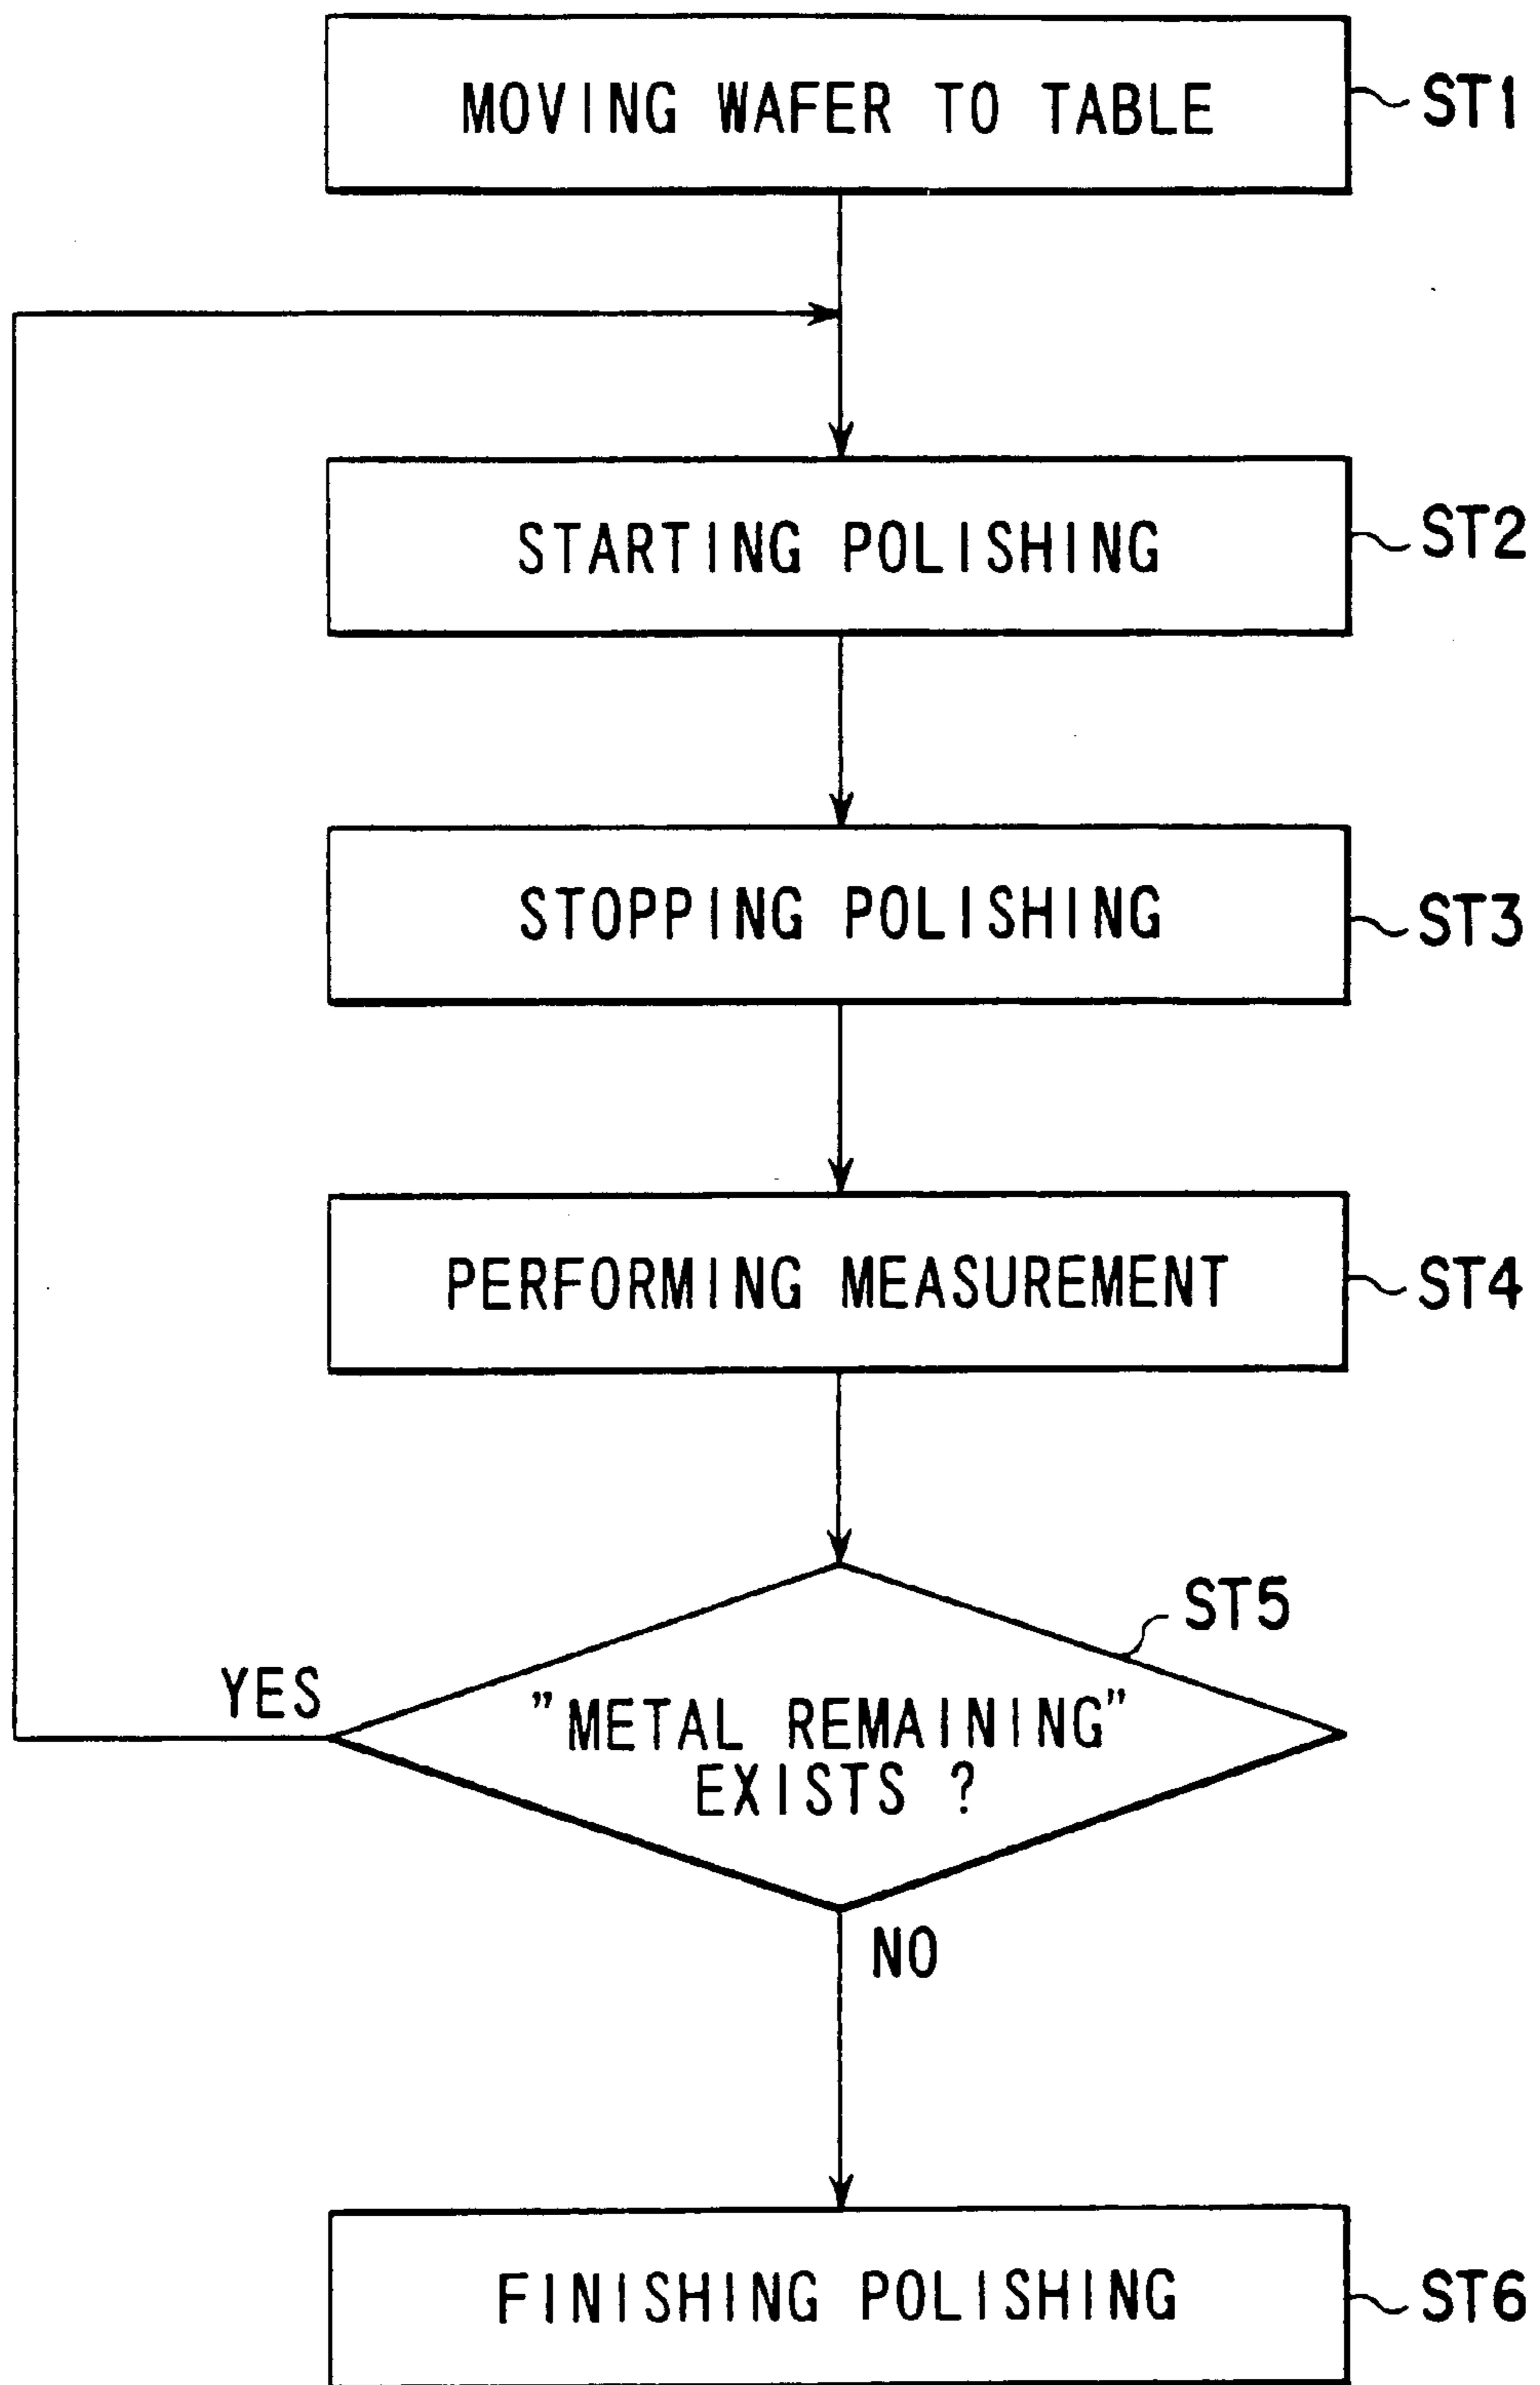 MOVING WAFER TO TABLE
ST1
STARTING POLISHING
ST2
STOPPING POLISHING
ST3
PERFORMING MEASUREMENT
ST4
ST5
YES
"METAL REMAINING"
EXISTS ?
NO
FINISHING POLISHING
ST6